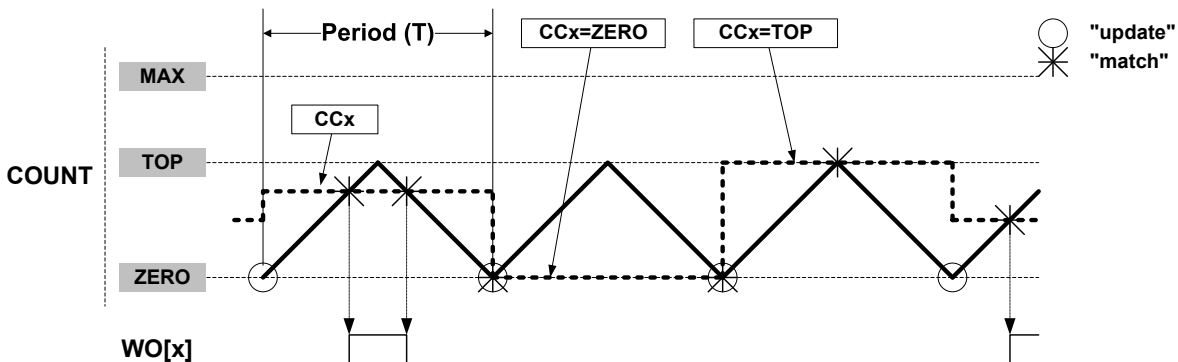 Period (T)
CCx=ZERO
CCx=TOP
"update"
"match"
MAX
CCx
TOP
COUNT
ZERO
WO[x]